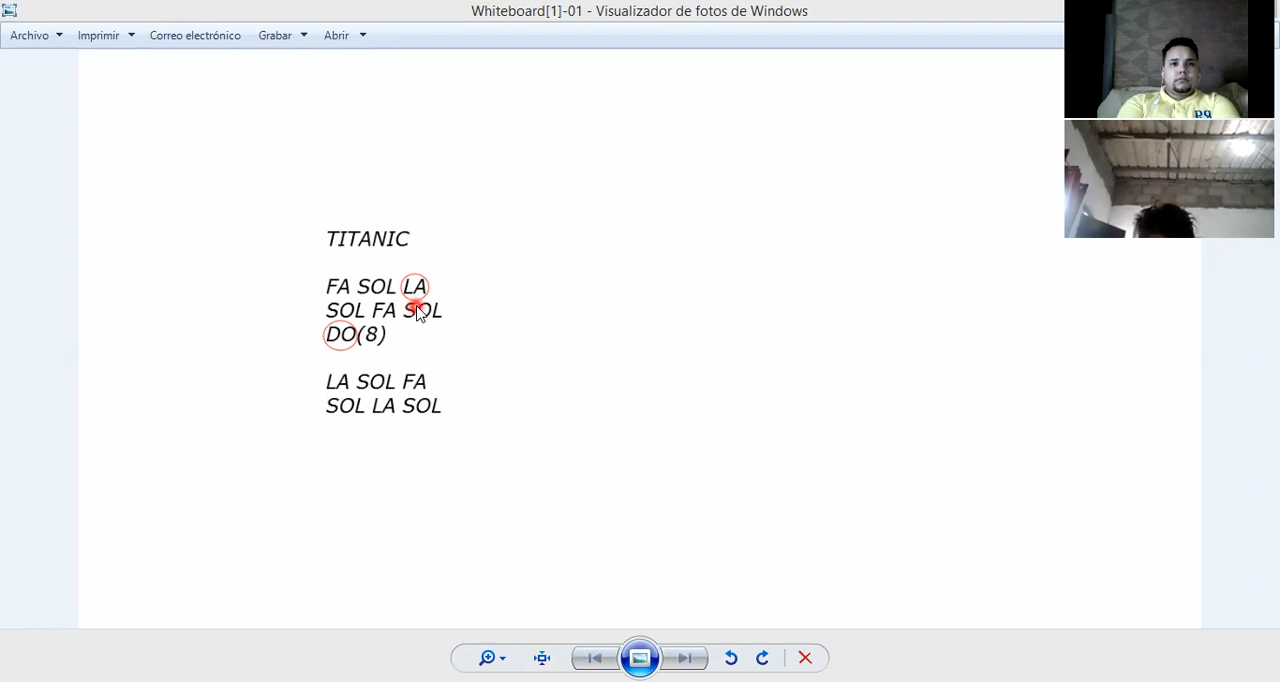 Whiteboard[1]-01 - Visualizador de fotos de Windows
Archivo Imprimir Correo electrónico Grabar Abrir
TITANIC
FA SOL LA
SOL FA SOL
DO(8)
LA SOL FA
SOL LA SOL